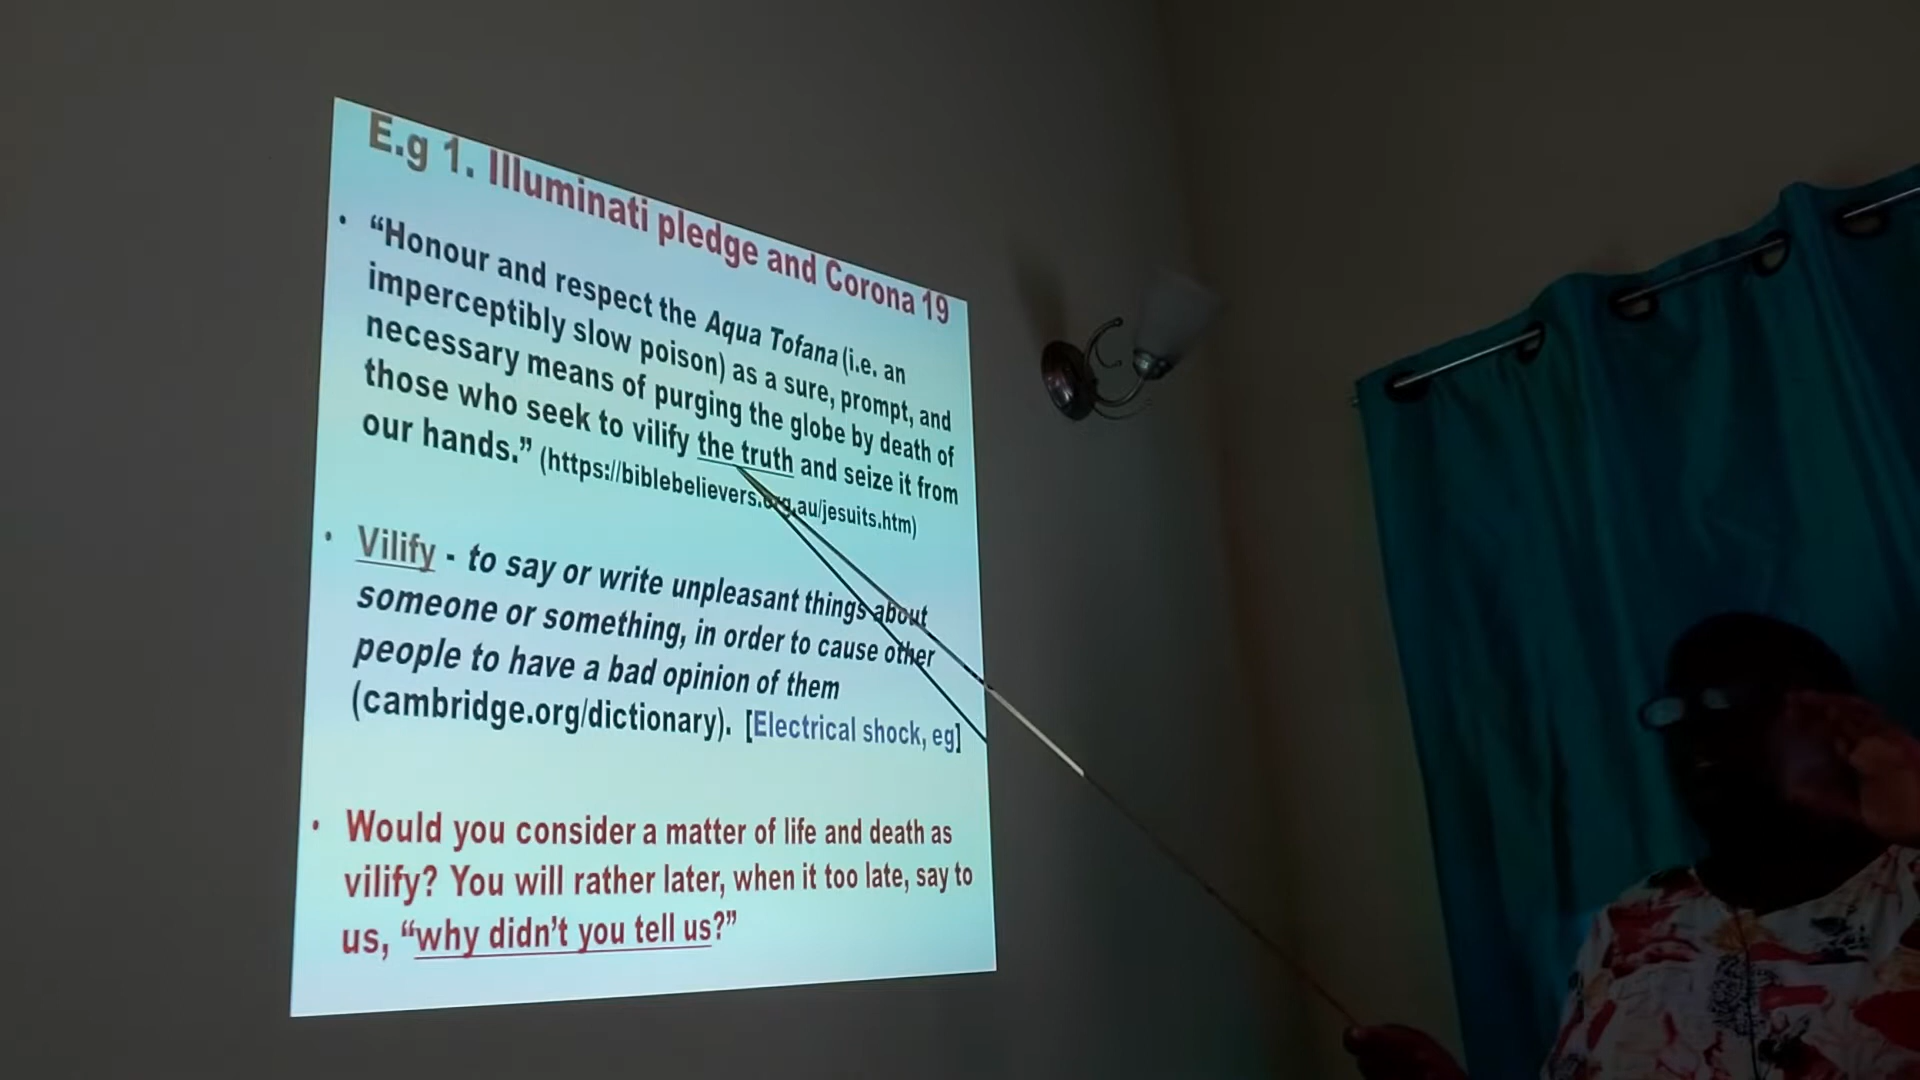 E.g 1. Illuminati pledge and Corona 19
• “Honour and respect the Aqua Tofana (i.e. an
imperceptibly slow poison) as a sure, prompt, and
necessary means of purging the globe by death of
those who seek to vilify the truth and seize it from
our hands.” (https://biblebelievers.org.au/jesuits.htm)
• Vilify - to say or write unpleasant things about
someone or something, in order to cause other
people to have a bad opinion of them
(cambridge.org/dictionary). [Electrical shock, eg]
• Would you consider a matter of life and death as
vilify? You will rather later, when it too late, say to
us, “why didn’t you tell us?”